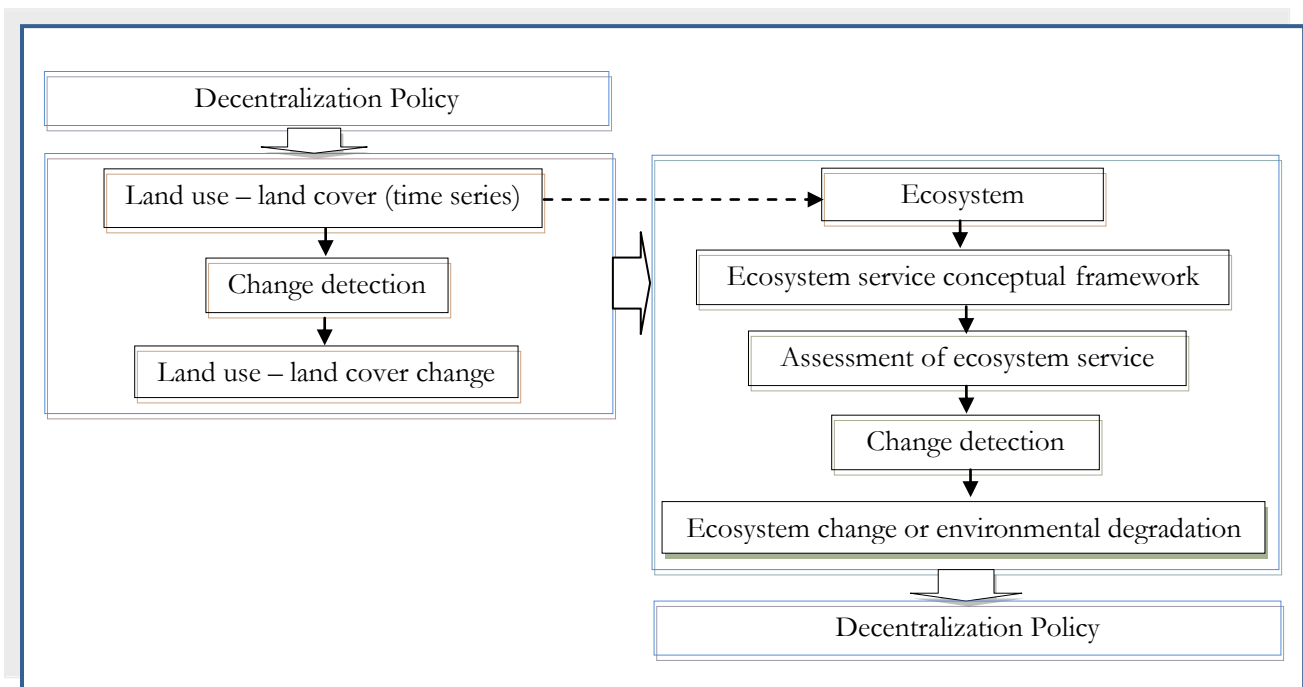 Decentralization Policy
Land use – land cover (time series)
Change detection
Land use – land cover change
Ecosystem
Ecosystem service conceptual framework
Assessment of ecosystem service
Change detection
Ecosystem change or environmental degradation
Decentralization Policy